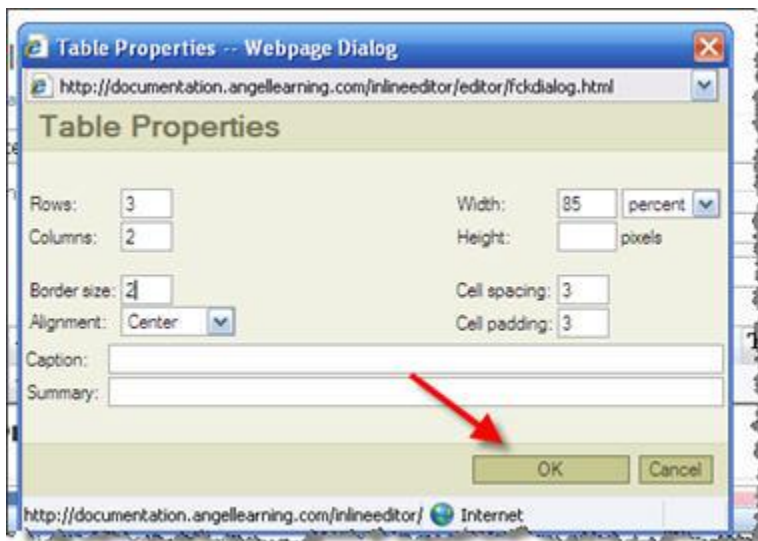 Table Properties -- Webpage Dialog
http://documentation.angellearning.com/inlineeditor/editor/fckdialog.html
Table Properties
Rows: 3 Width: 85 percent
Columns: 2 Height: pixels
Border size: 2 Cell spacing: 3
Alignment: Center Cell padding: 3
Caption:
Summary:
OK Cancel
http://documentation.angellearning.com/inlineeditor/ Internet